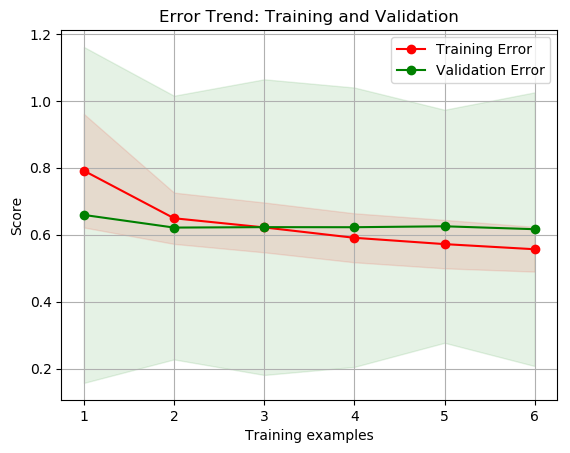 Error Trend: Training and Validation
1.2
1.0
0.8
0.6
0.4
0.2
Score
Training Error
Validation Error
1 2 3 4 5 6
Training examples